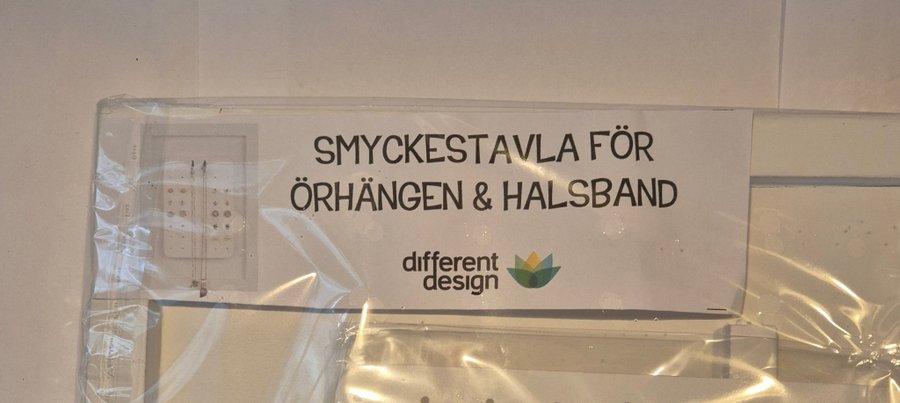 SMYCKESTAVLA FÖR
ÖRHÄNGEN & HALSBAND
different
design